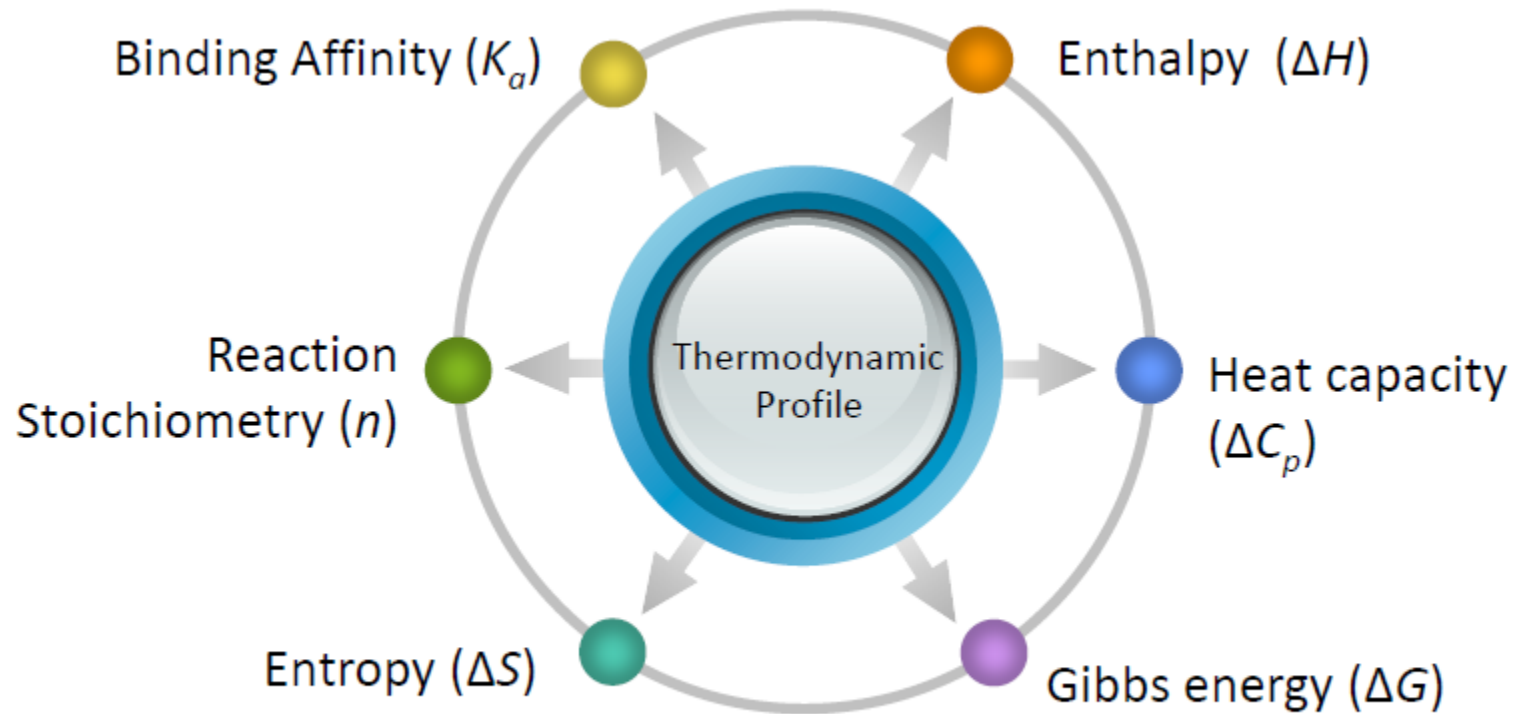 Binding Affinity (Kₐ)
Enthalpy (ΔH)
Reaction
Stoichiometry (n)
Thermodynamic
Profile
Heat capacity
(ΔCₚ)
Entropy (ΔS)
Gibbs energy (ΔG)